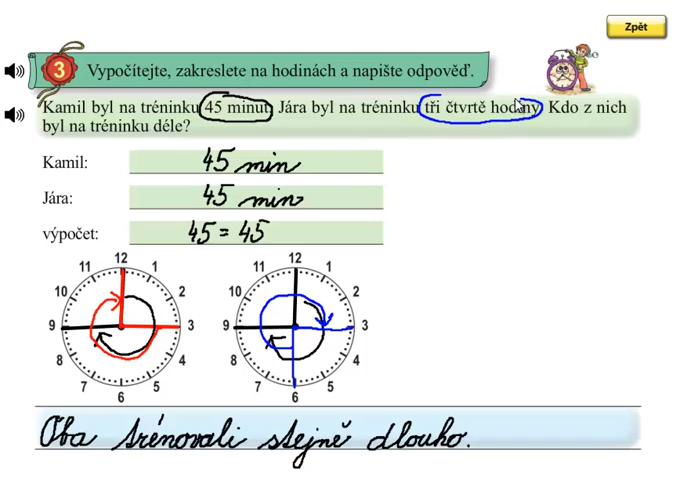 Zpět
3 Vypočítejte, zakreslete na hodinách a napište odpověď.
Kamil byl na tréninku 45 minut. Jára byl na tréninku tři čtvrtě hodiny. Kdo z nich
byl na tréninku déle?
Kamil: 45 min
Jára: 45 min
výpočet: 45 = 45
12 1 2 3 4 5 6 7 8 9 10 11
12 1 2 3 4 5 6 7 8 9 10 11
Oba trénovali stejně dlouho.